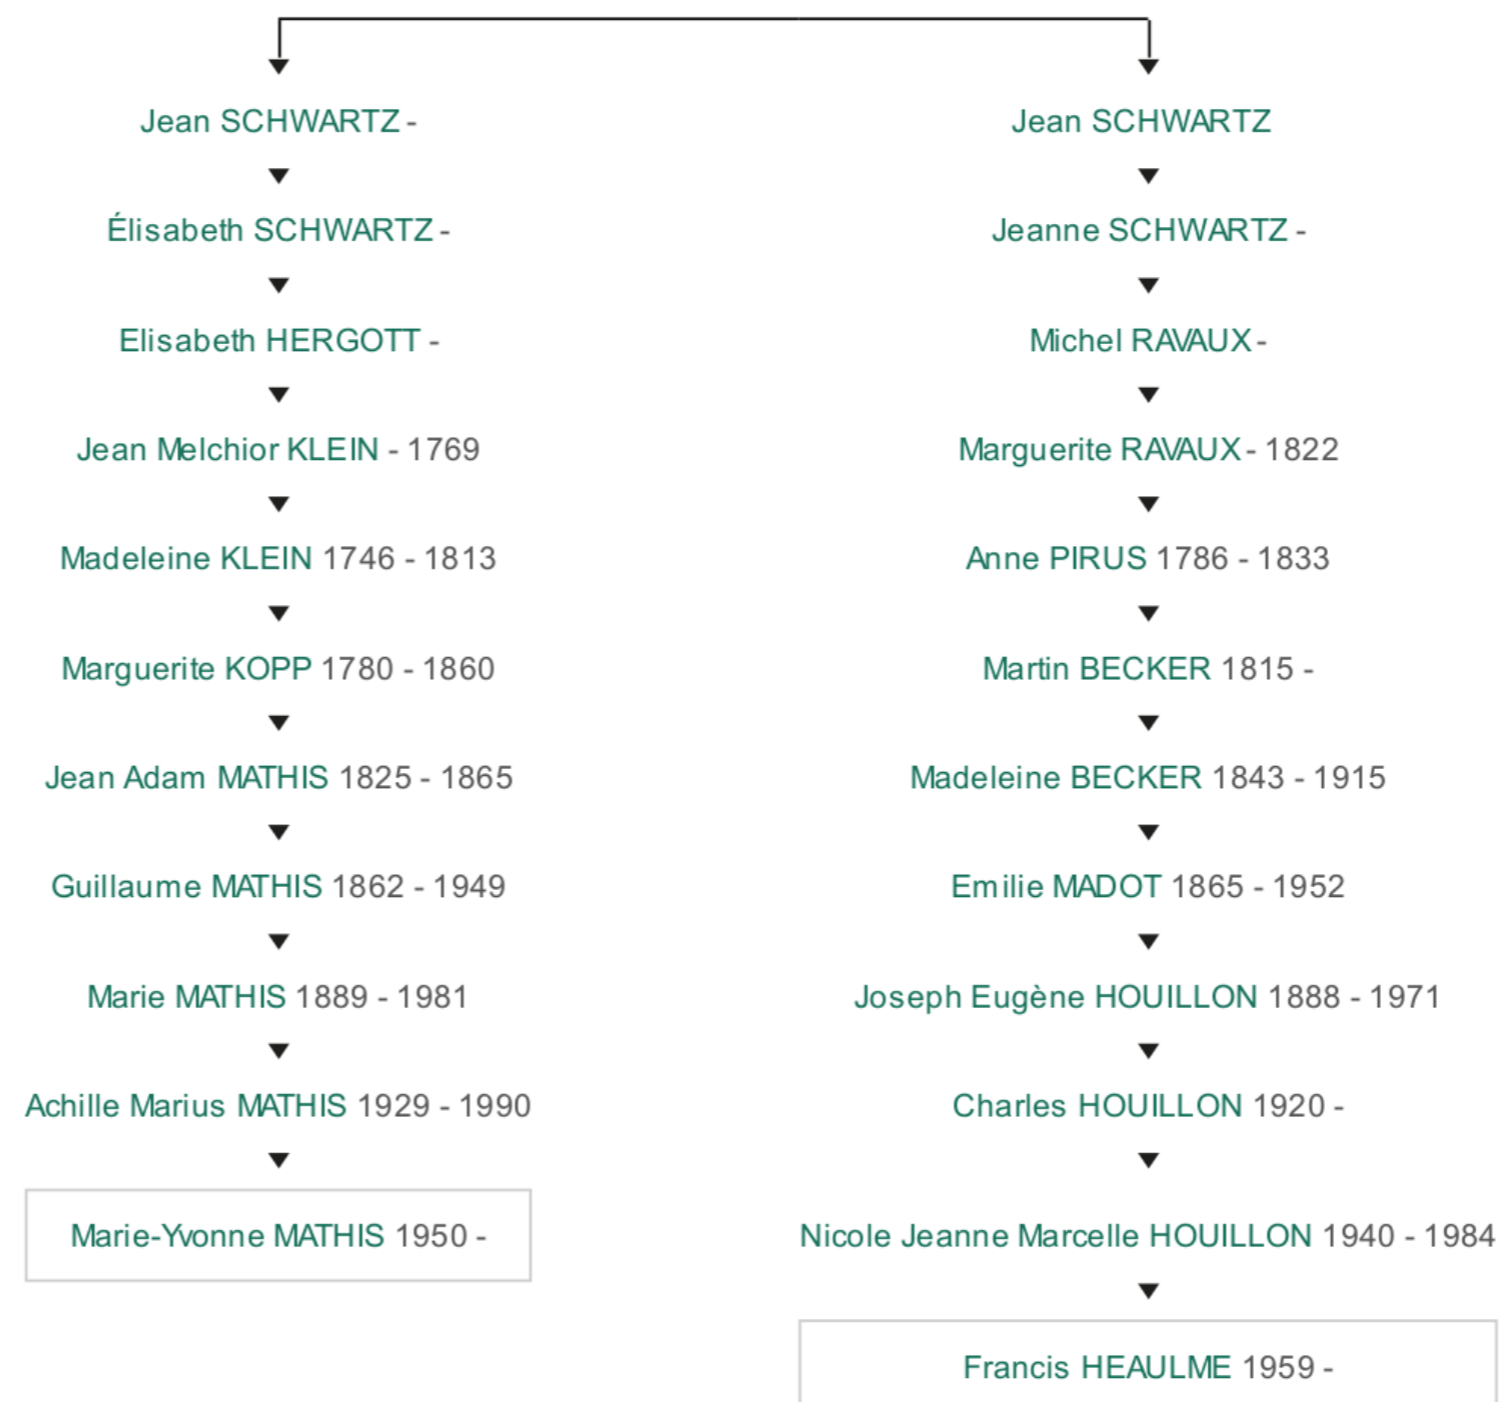 Jean SCHWARTZ -
Élisabeth SCHWARTZ -
Elisabeth HERGOTT -
Jean Melchior KLEIN - 1769
Madeleine KLEIN 1746 - 1813
Marguerite KOPP 1780 - 1860
Jean Adam MATHIS 1825 - 1865
Guillaume MATHIS 1862 - 1949
Marie MATHIS 1889 - 1981
Achille Marius MATHIS 1929 - 1990
Marie-Yvonne MATHIS 1950 -
Jean SCHWARTZ
Jeanne SCHWARTZ -
Michel RAVAUX -
Marguerite RAVAUX - 1822
Anne PIRUS 1786 - 1833
Martin BECKER 1815 -
Madeleine BECKER 1843 - 1915
Emilie MADOT 1865 - 1952
Joseph Eugène HOUILLON 1888 - 1971
Charles HOUILLON 1920 -
Nicole Jeanne Marcelle HOUILLON 1940 - 1984
Francis HEAULME 1959 -